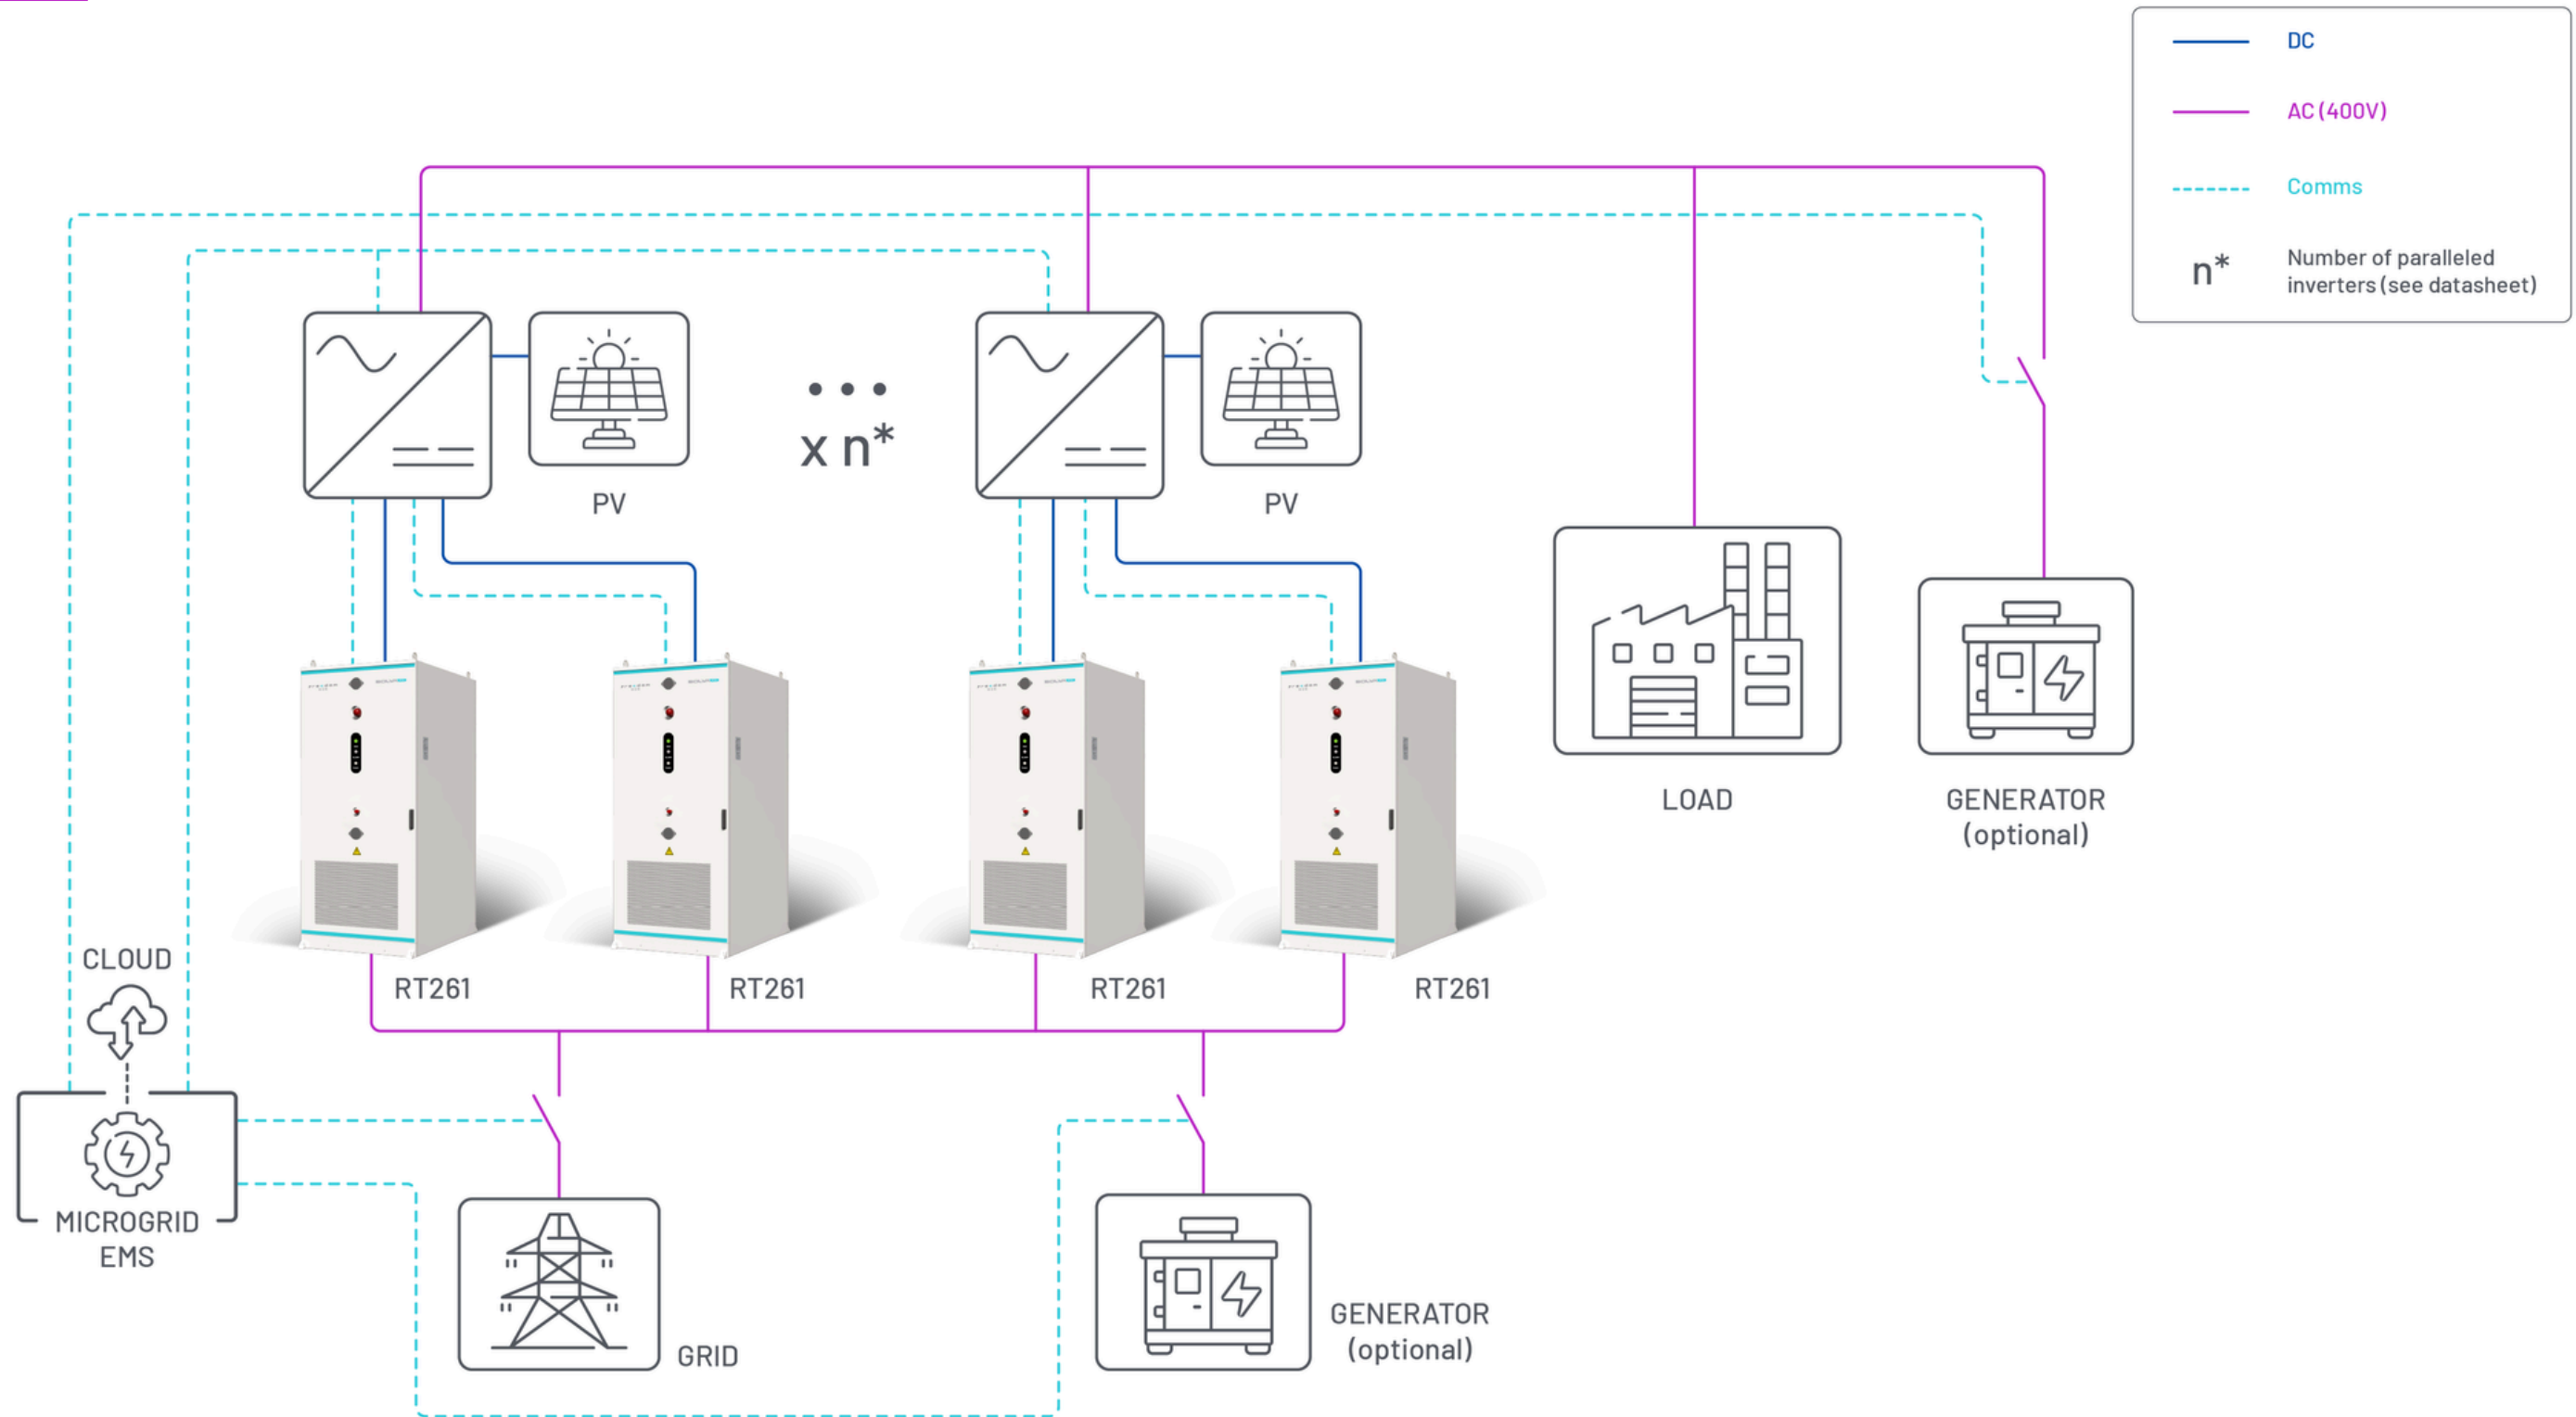 DC
AC (400V)
Comms
n*
Number of paralleled
inverters (see datasheet)
x n*
PV
PV
LOAD
GENERATOR
(optional)
RT261
RT261
RT261
RT261
CLOUD
MICROGRID
EMS
GRID
GENERATOR
(optional)